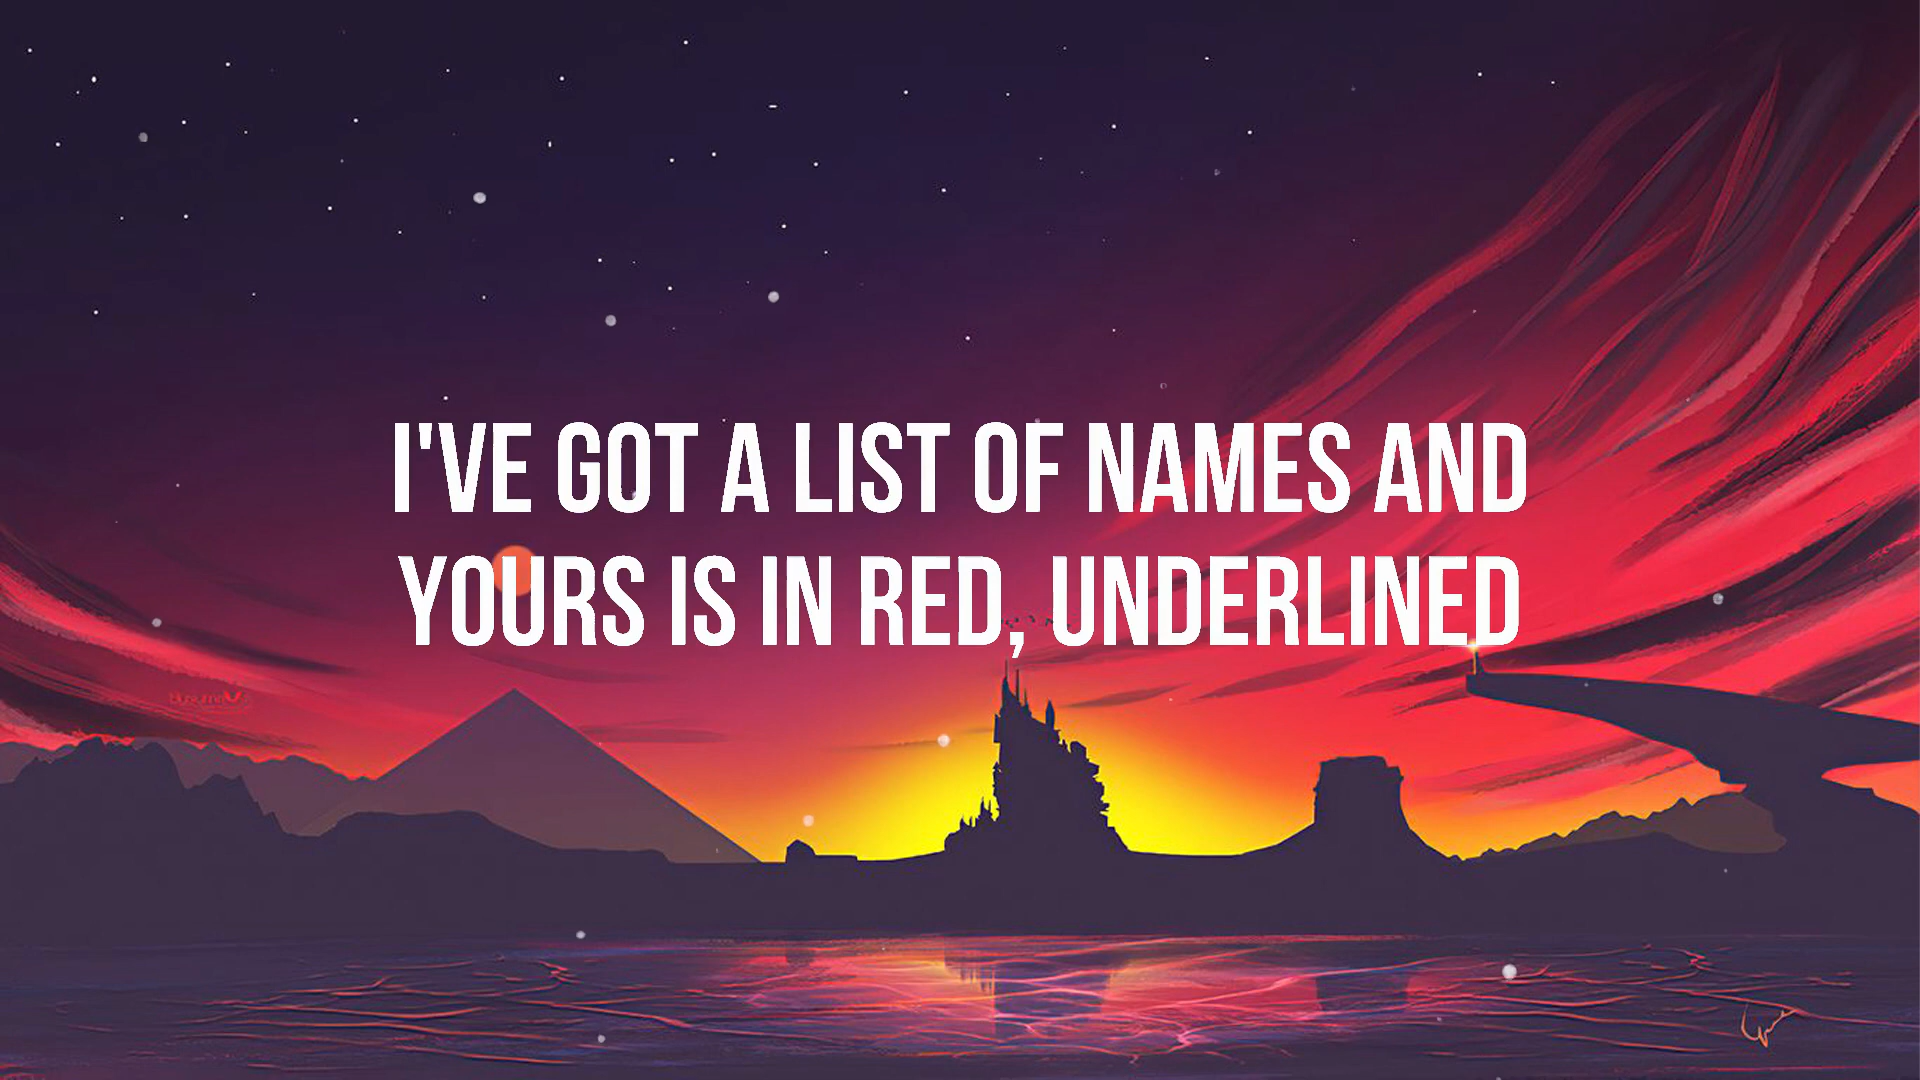 I'VE GOT A LIST OF NAMES AND
YOURS IS IN RED, UNDERLINED